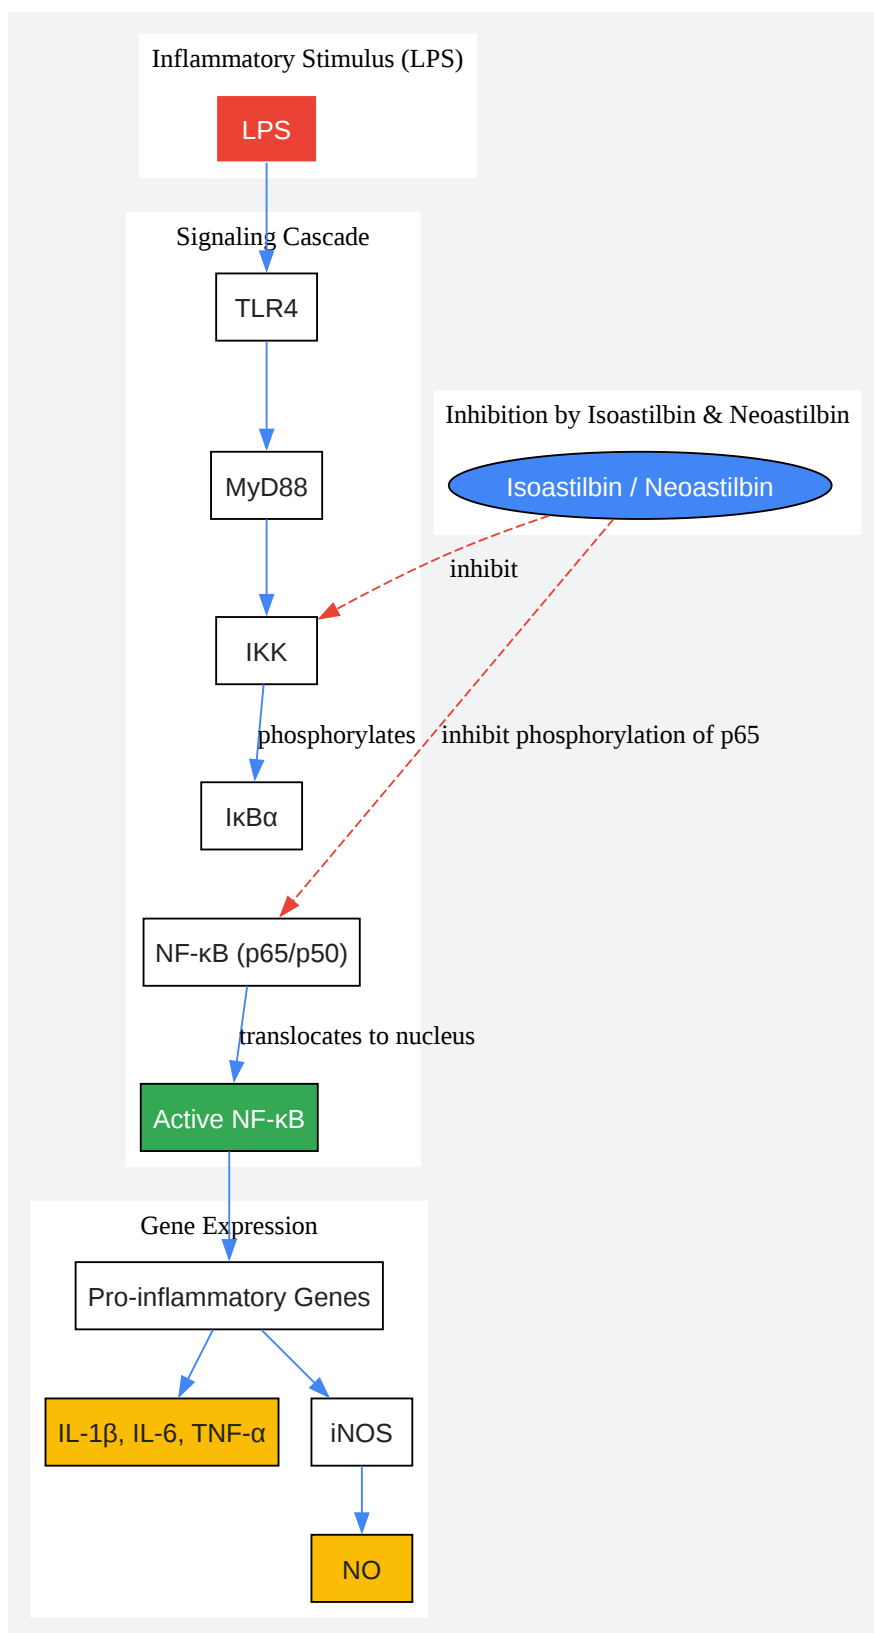 Inflammatory Stimulus (LPS)
LPS
Signaling Cascade
TLR4
Inhibition by Isoastilbin & Neoastilbin
MyD88
Isoastilbin / Neoastilbin
inhibit
IKK
phosphorylates
inhibit phosphorylation of p65
IκBα
NF-κB (p65/p50)
translocates to nucleus
Active NF-κB
Gene Expression
Pro-inflammatory Genes
IL-1β, IL-6, TNF-α
iNOS
NO